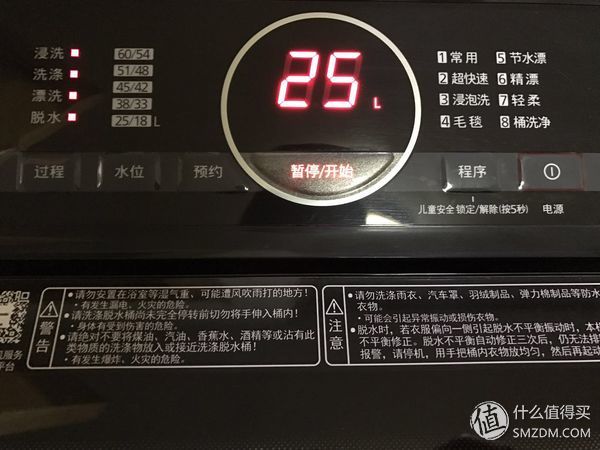 浸洗
洗涤
漂洗
脱水
60/54
51/48
45/42
38/33
25/18 L
25 L
1 常用
2 超快速
3 浸泡洗
4 毛毯
5 节水漂
6 精漂
7 轻柔
8 桶洗净
过程 水位 预约 暂停/开始 程序
儿童安全 锁定/解除(按5秒) 电源
服务
平台
警告
•请勿安置在浴室等湿气重、可能遭风吹雨打的地方!
·有发生漏电、火灾的危险。
•请洗涤脱水桶尚未完全停转前切勿将手伸入桶内!
·身体有受到伤害的危险。
•请绝对不要将煤油、汽油、香蕉水、酒精等或沾有此
类物质的洗涤物放入或接近洗涤脱水桶!
·有发生爆炸、火灾的危险。
注意
•请勿洗涤雨衣、汽车罩、羽绒制品、弹力棉制品等防水
衣物。
·可能会引起异常振动或损伤衣物。
•脱水时,若衣服偏向一侧引起脱水不平衡振动时,本
不平衡修正。脱水不平衡自动修正三次后,仍无法排
报警,请停机,用手把桶内衣物放均匀,然后再起动
值 什么值得买
SMZDM.COM